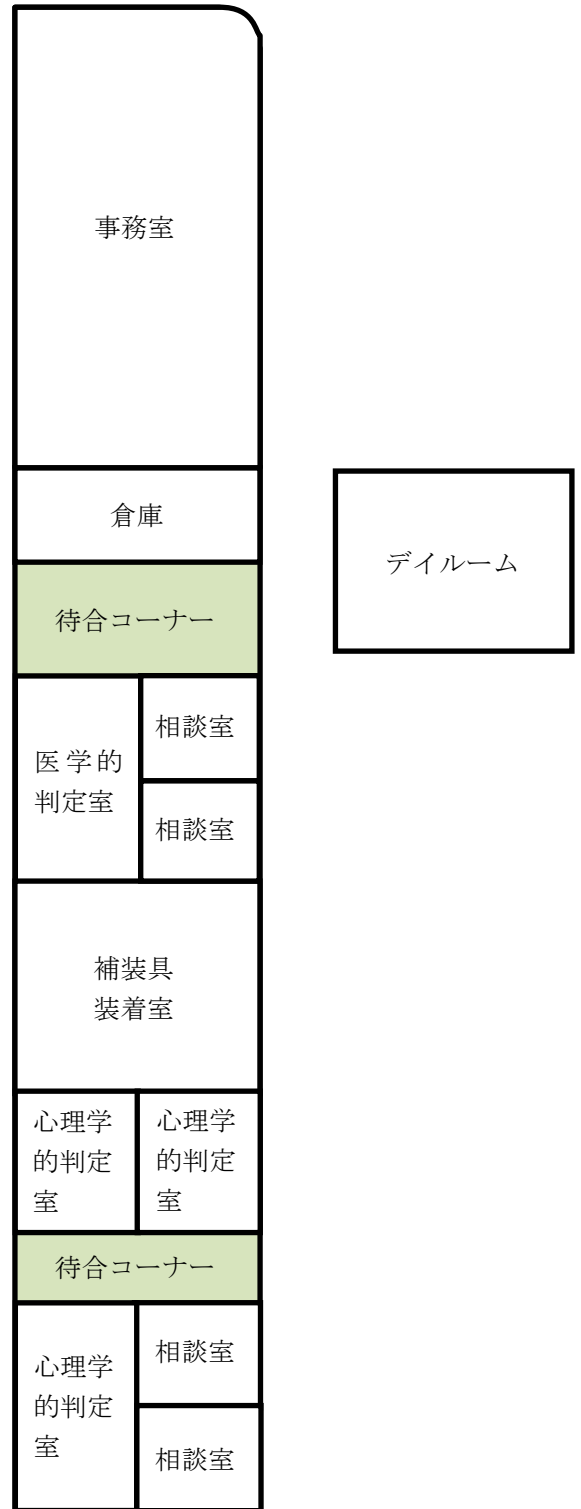 事務室
倉庫
デイルーム
待合コーナー
医学的
判定室
相談室
相談室
補装具
装着室
心理学
的判定
室
心理学
的判定
室
待合コーナー
心理学
的判定
室
相談室
相談室